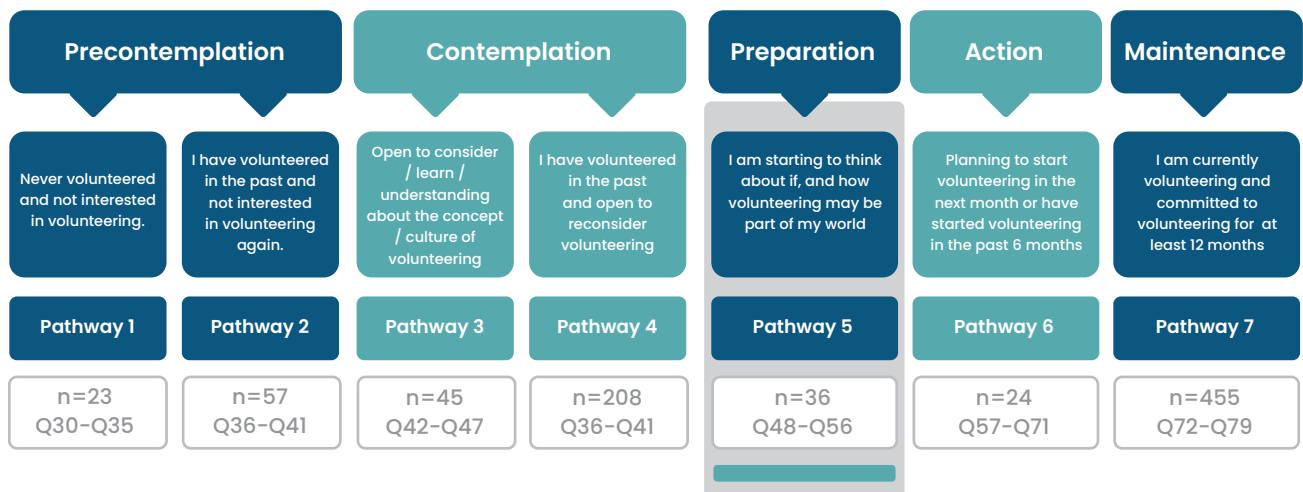 Precontemplation
Contemplation
Preparation
Action
Maintenance
Never volunteered
and not interested
in volunteering.
I have volunteered
in the past and
not interested
in volunteering
again.
Open to consider
/ learn /
understanding
about the concept
/ culture of
volunteering
I have volunteered
in the past
and open to
reconsider
volunteering
I am starting to think
about if, and how
volunteering may be
part of my world
Planning to start
volunteering in the
next month or have
started volunteering
in the past 6 months
I am currently
volunteering and
committed to
volunteering for at
least 12 months
Pathway 1
Pathway 2
Pathway 3
Pathway 4
Pathway 5
Pathway 6
Pathway 7
n=23
Q30-Q35
n=57
Q36-Q41
n=45
Q42-Q47
n=208
Q36-Q41
n=36
Q48-Q56
n=24
Q57-Q71
n=455
Q72-Q79